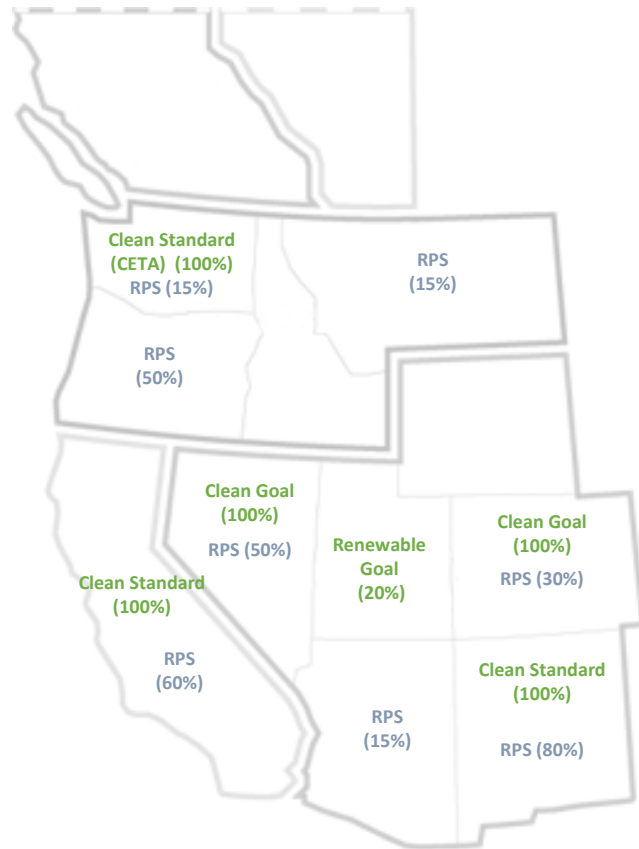 Clean Standard
(CETA) (100%)
RPS (15%)
RPS
(15%)
RPS
(50%)
Clean Goal
(100%)
RPS (50%)
Renewable
Goal
(20%)
Clean Goal
(100%)
RPS (30%)
Clean Standard
(100%)
RPS
(60%)
RPS
(15%)
Clean Standard
(100%)
RPS (80%)